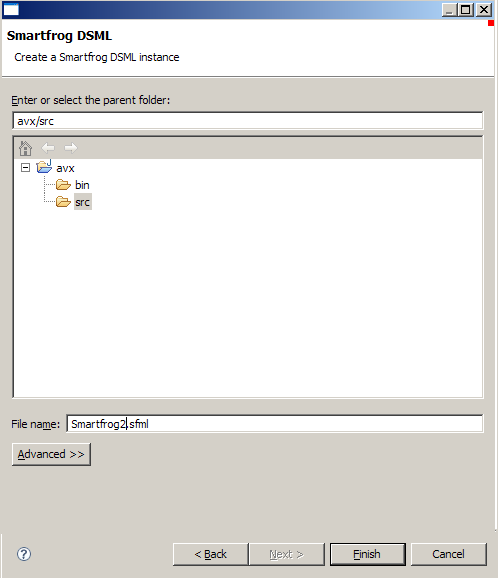 Smartfrog DSML
Create a Smartfrog DSML instance
Enter or select the parent folder:
avx/src
avx
bin
src
File name: Smartfrog2.sfml
Advanced >>
? < Back Next > Finish Cancel